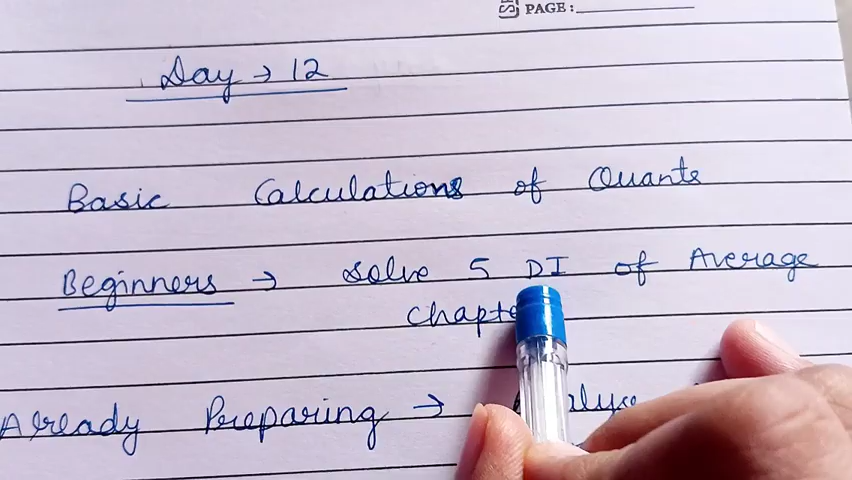 PAGE:
Day → 12
Basic Calculations of Quants
Beginners → Solve 5 DI of Average
Already Preparing →